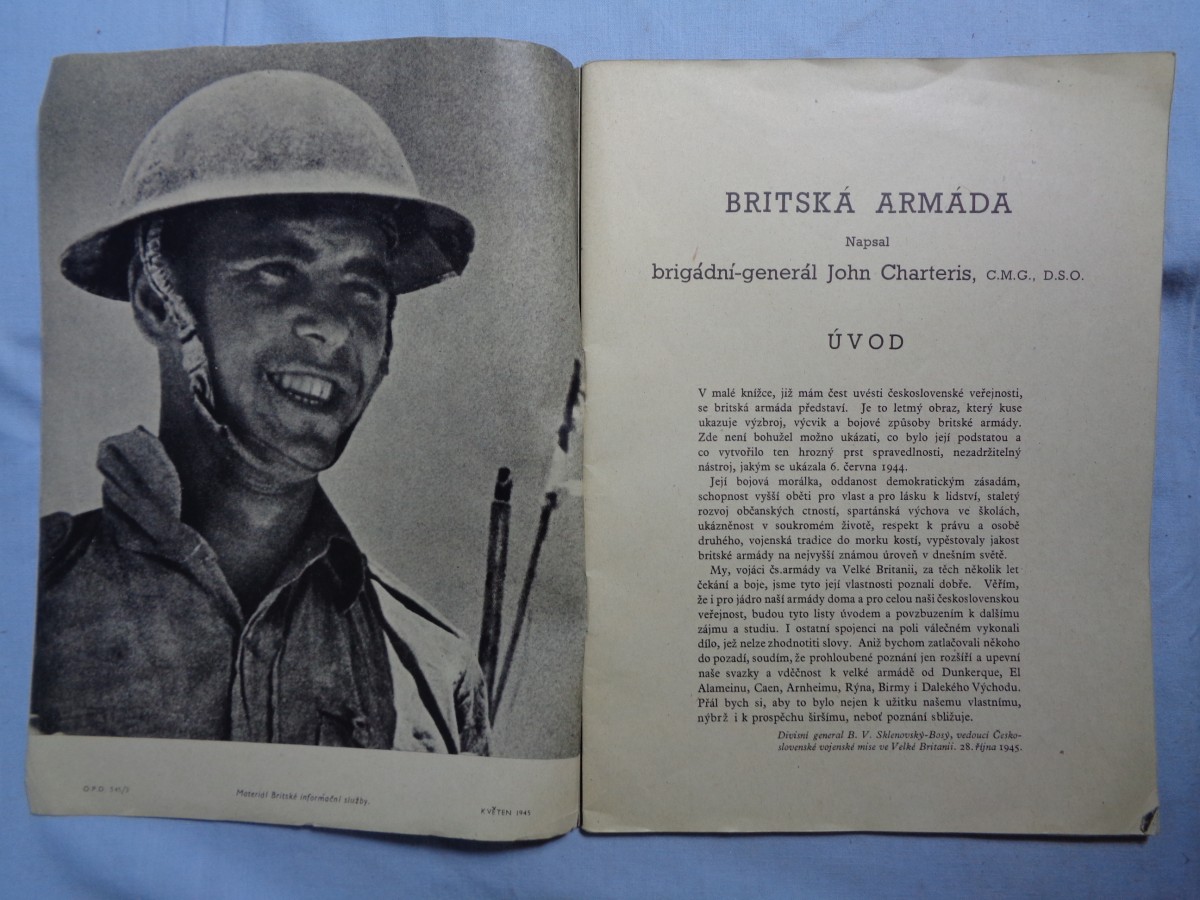 O.P.D. 541/5
Materiál Britské informační služby.
KVĚTEN 1945
BRITSKÁ ARMÁDA
Napsal
brigádní-generál John Charteris, C.M.G., D.S.O.
ÚVOD
V malé knížce, již mám čest uvésti československé veřejnosti,
se britská armáda představí. Je to letmý obraz, který kuse
ukazuje výzbroj, výcvik a bojové způsoby britské armády.
Zde není bohužel možno ukázati, co bylo její podstatou a
co vytvořilo ten hrozný prst spravedlnosti, nezadržitelný
nástroj, jakým se ukázala 6. června 1944.
Její bojová morálka, oddanost demokratickým zásadám,
schopnost vyšší oběti pro vlast a pro lásku k lidství, staletý
rozvoj občanských ctností, spartánská výchova ve školách,
ukázněnost v soukromém životě, respekt k právu a osobě
druhého, vojenská tradice do morku kostí, vypěstovaly jakost
britské armády na nejvyšší známou úroveň v dnešním světě.
My, vojáci čs.armády va Velké Britanii, za těch několik let
čekání a boje, jsme tyto její vlastnosti poznali dobře. Věřím,
že i pro jádro naší armády doma a pro celou naši československou
veřejnost, budou tyto listy úvodem a povzbuzením k dalšímu
zájmu a studiu. I ostatní spojenci na poli válečném vykonali
dílo, jež nelze zhodnotiti slovy. Aniž bychom zatlačovali někoho
do pozadí, soudím, že prohloubené poznání jen rozšíří a upevní
naše svazky a vděčnost k velké armádě od Dunkerque, El
Alameinu, Caen, Arnheimu, Rýna, Birmy i Dalekého Východu.
Přál bych si, aby to bylo nejen k užitku našemu vlastnímu,
nýbrž i k prospěchu širšímu, neboť poznání sbližuje.
Divisní general B. V. Sklenovský-Bosý, vedoucí Česko-
slovenské vojenské mise ve Velké Britanii. 28. října 1945.